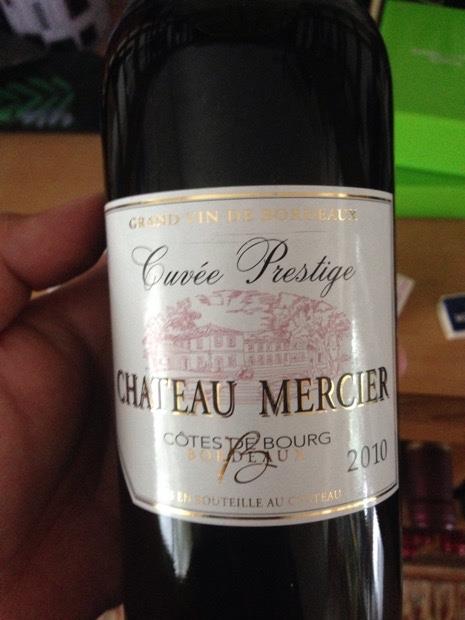 GRAND VIN DE BORDEAUX
Cuvée Prestige
CHATEAU MERCIER
CÔTES DE BOURG
BORDEAUX
2010
EN BOUTEILLE AU CHATEAU